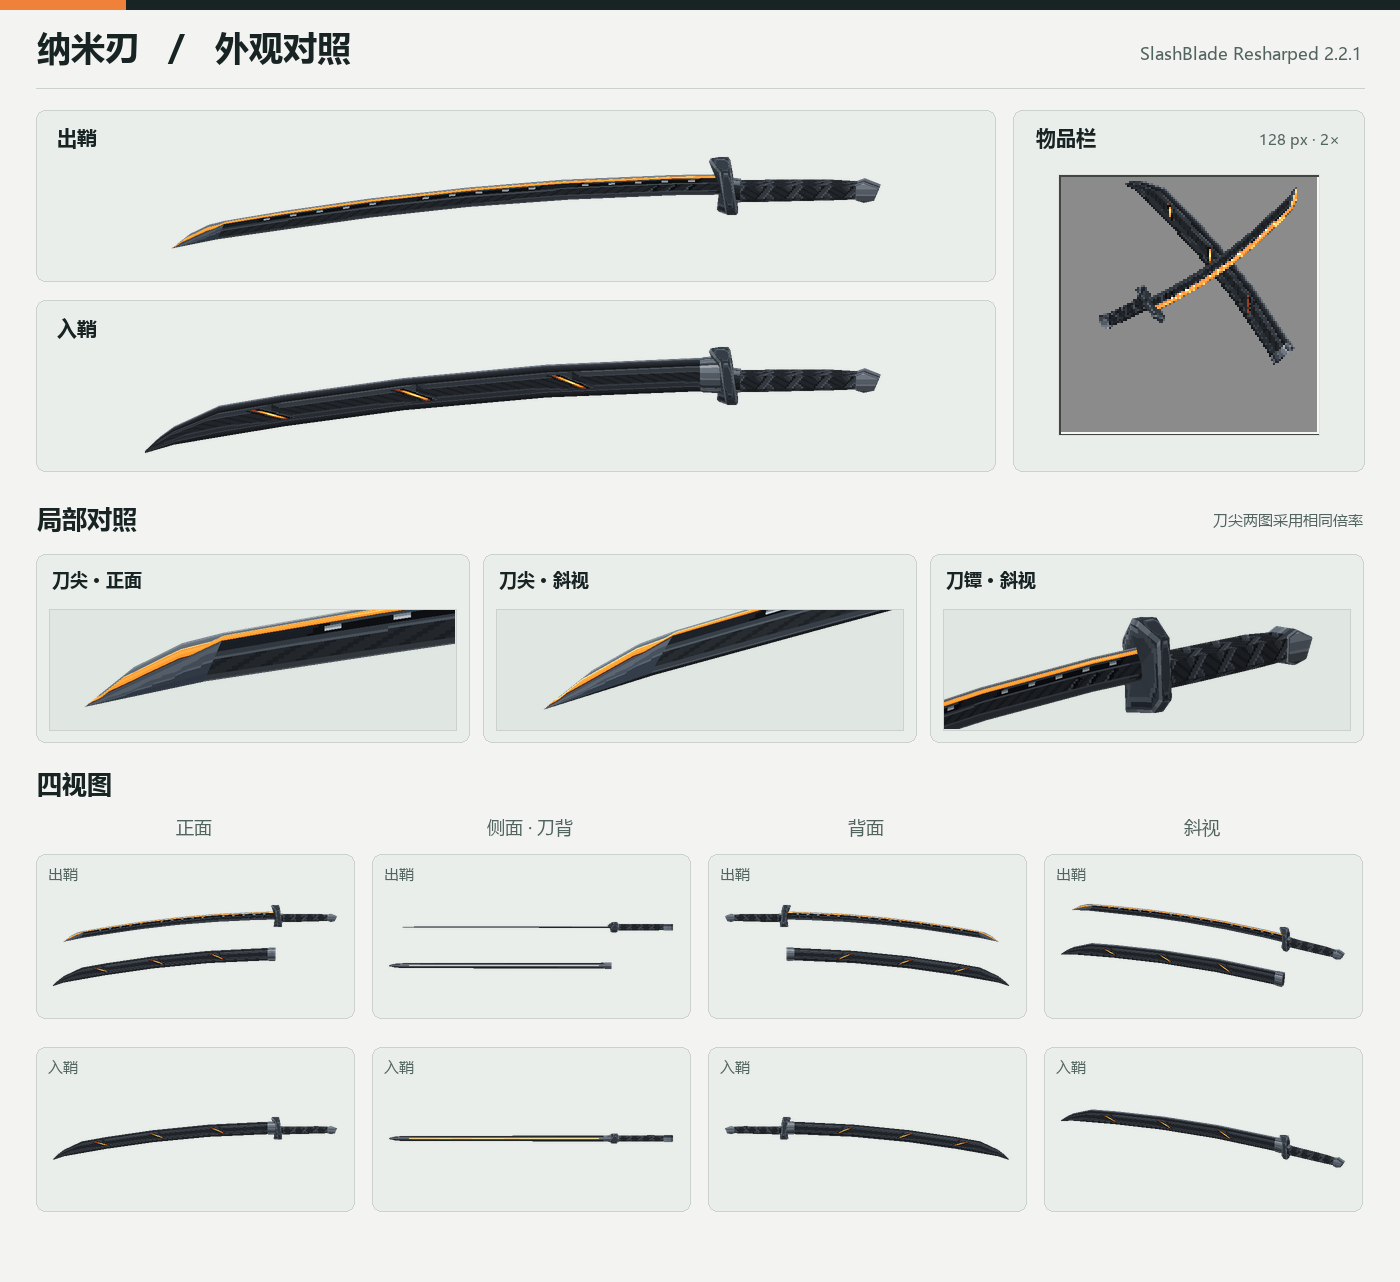 纳米刃 / 外观对照
SlashBlade Resharped 2.2.1
出鞘
物品栏
128 px · 2×
入鞘
局部对照
刀尖两图采用相同倍率
刀尖 • 正面
刀尖 • 斜视
刀镡 • 斜视
四视图
正面
侧面 · 刀背
背面
斜视
出鞘
出鞘
出鞘
出鞘
入鞘
入鞘
入鞘
入鞘